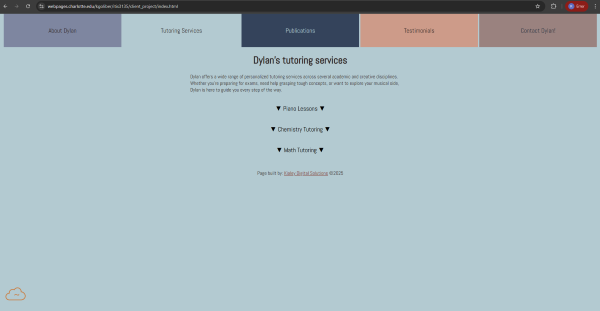 webpages.charlotte.edu/kgolliber/itis3135/client_project/index.html
Error
About Dylan
Tutoring Services
Publications
Testimonials
Contact Dylan!
Dylan's tutoring services
Dylan offers a wide range of personalized tutoring services across several academic and creative disciplines.
Whether you're preparing for exams, need help grasping tough concepts, or want to explore your musical side,
Dylan is here to guide you every step of the way.
▼ Piano Lessons ▼
▼ Chemistry Tutoring ▼
▼ Math Tutoring ▼
Page built by: Digital Solutions ©2025